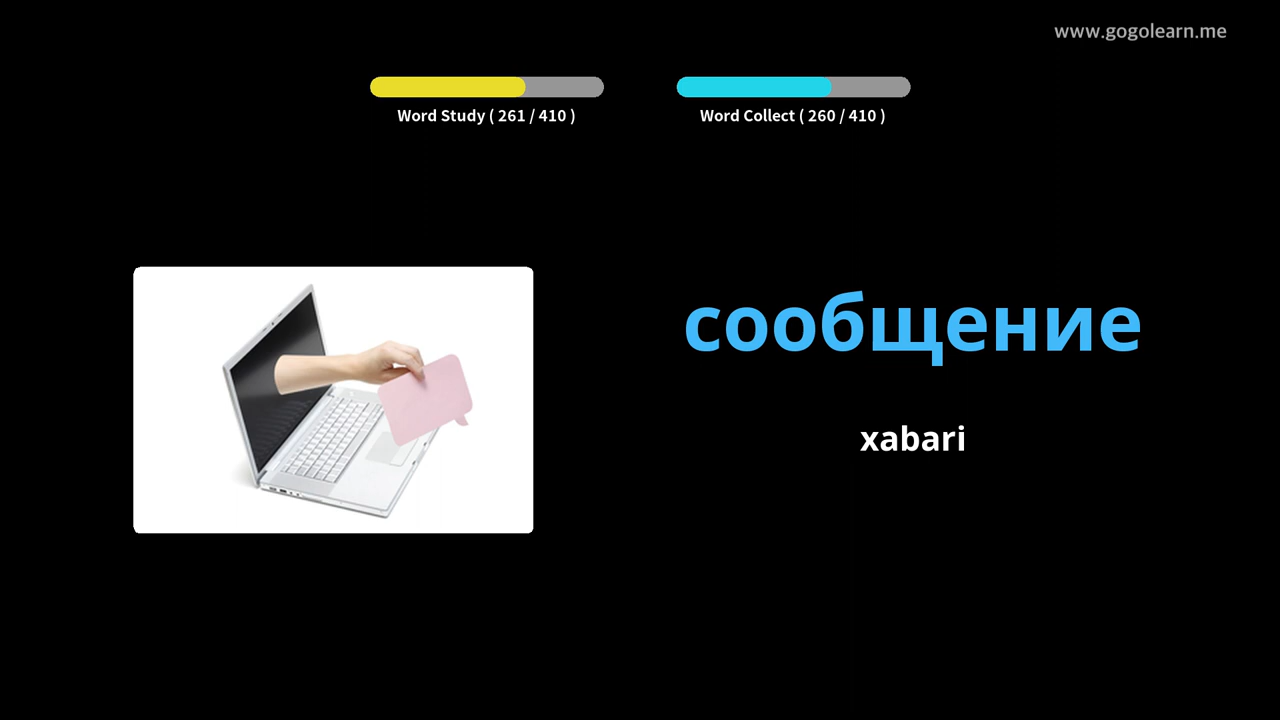 www.gogolearn.me
Word Study ( 261 / 410 )
Word Collect ( 260 / 410 )
сообщение
xabari